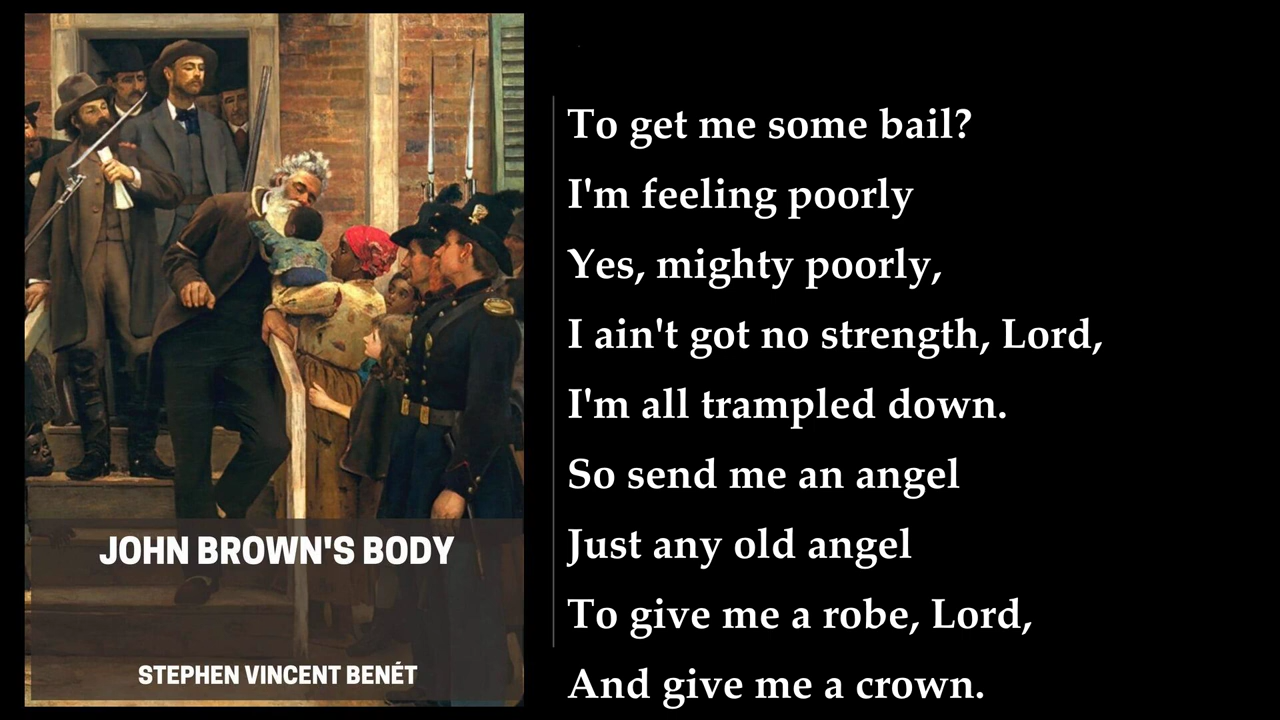 JOHN BROWN'S BODY
STEPHEN VINCENT BENÉT
To get me some bail?
I'm feeling poorly
Yes, mighty poorly,
I ain't got no strength, Lord,
I'm all trampled down.
So send me an angel
Just any old angel
To give me a robe, Lord,
And give me a crown.